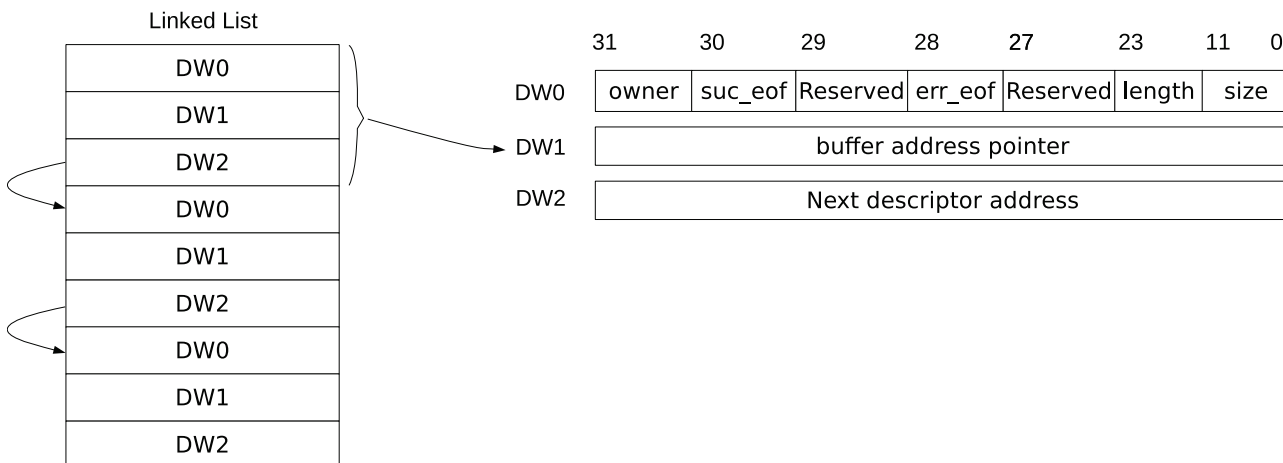 Linked List
DW0
DW1
DW2
DW0
DW1
DW2
DW0
DW1
DW2
31 30 29 28 27 23 11 0
DW0 owner suc_eof Reserved err_eof Reserved length size
DW1 buffer address pointer
DW2 Next descriptor address